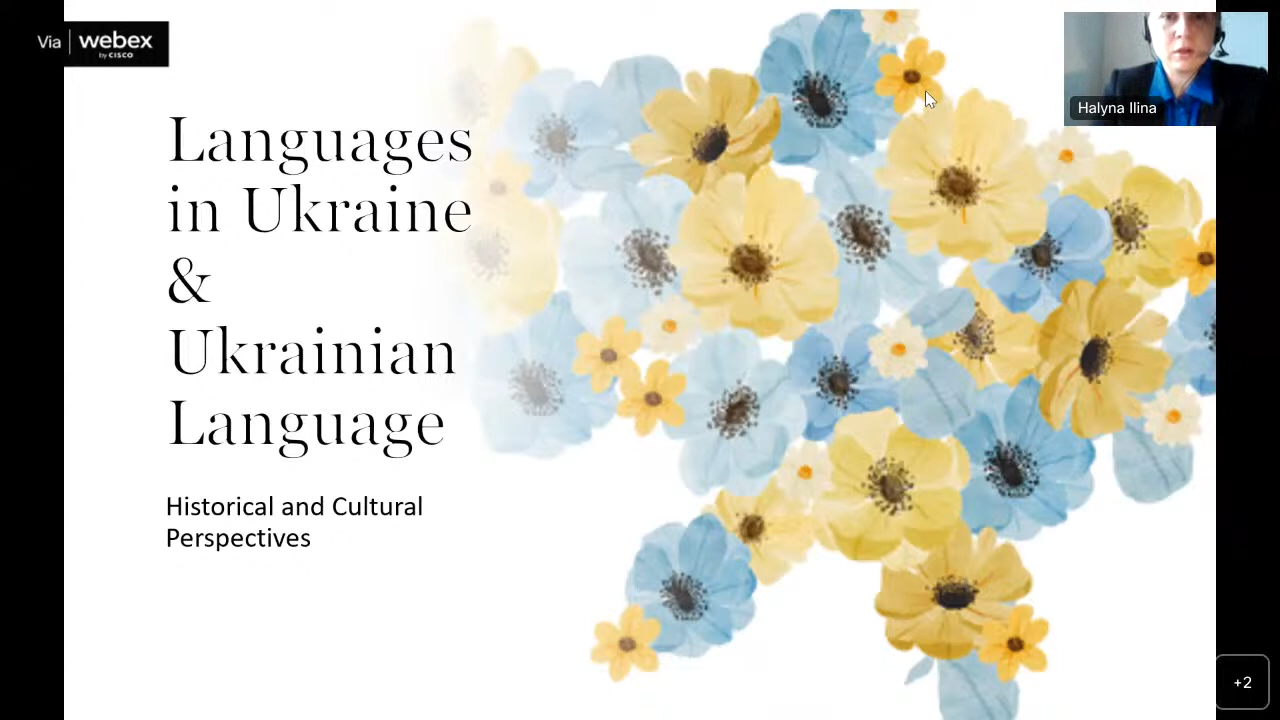 Via | webex
by CISCO
Halyna Ilina
Languages
in Ukraine
&
Ukrainian
Language
Historical and Cultural
Perspectives
+2